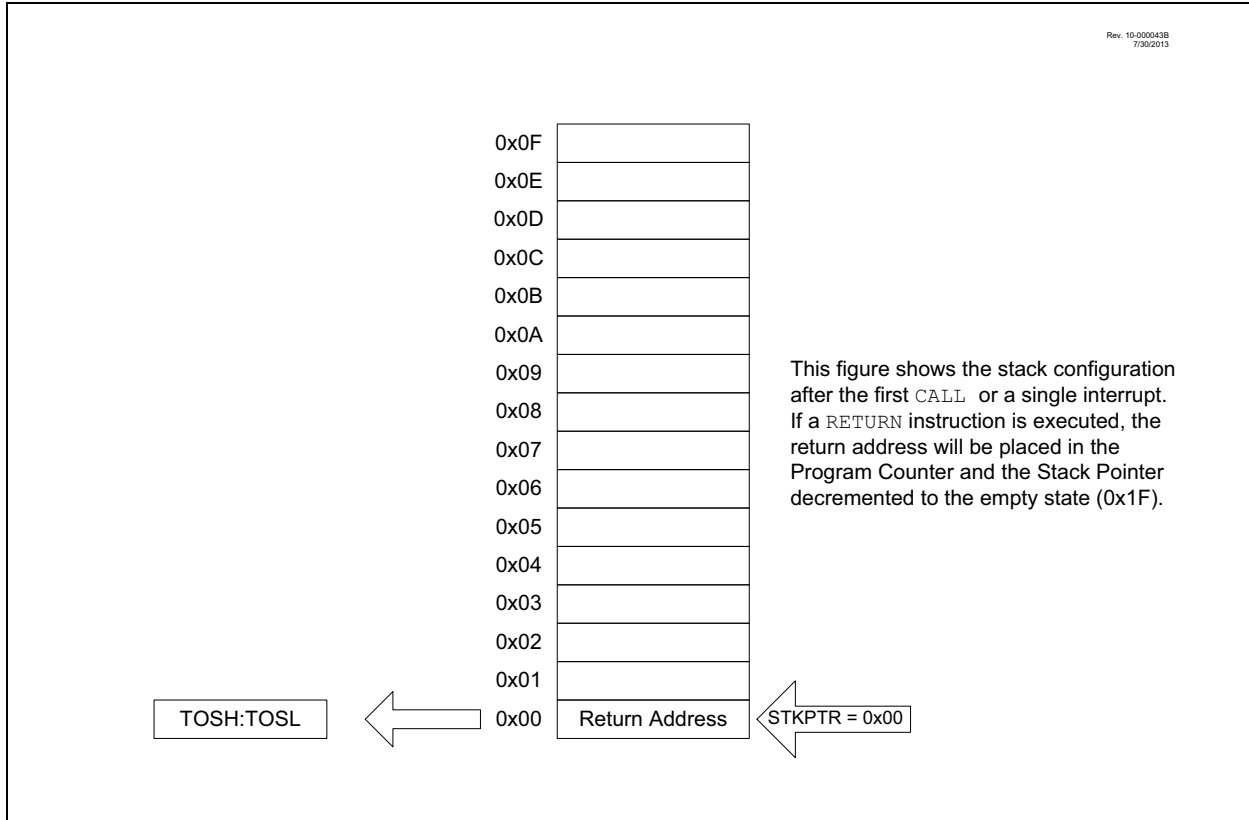 Rev. 10-000043B
7/30/2013
0x0F
0x0E
0x0D
0x0C
0x0B
0x0A
0x09
0x08
0x07
0x06
0x05
0x04
0x03
0x02
0x01
This figure shows the stack configuration
after the first CALL or a single interrupt.
If a RETURN instruction is executed, the
return address will be placed in the
Program Counter and the Stack Pointer
decremented to the empty state (0x1F).
TOSH:TOSL
0x00
Return Address
STKPTR = 0x00